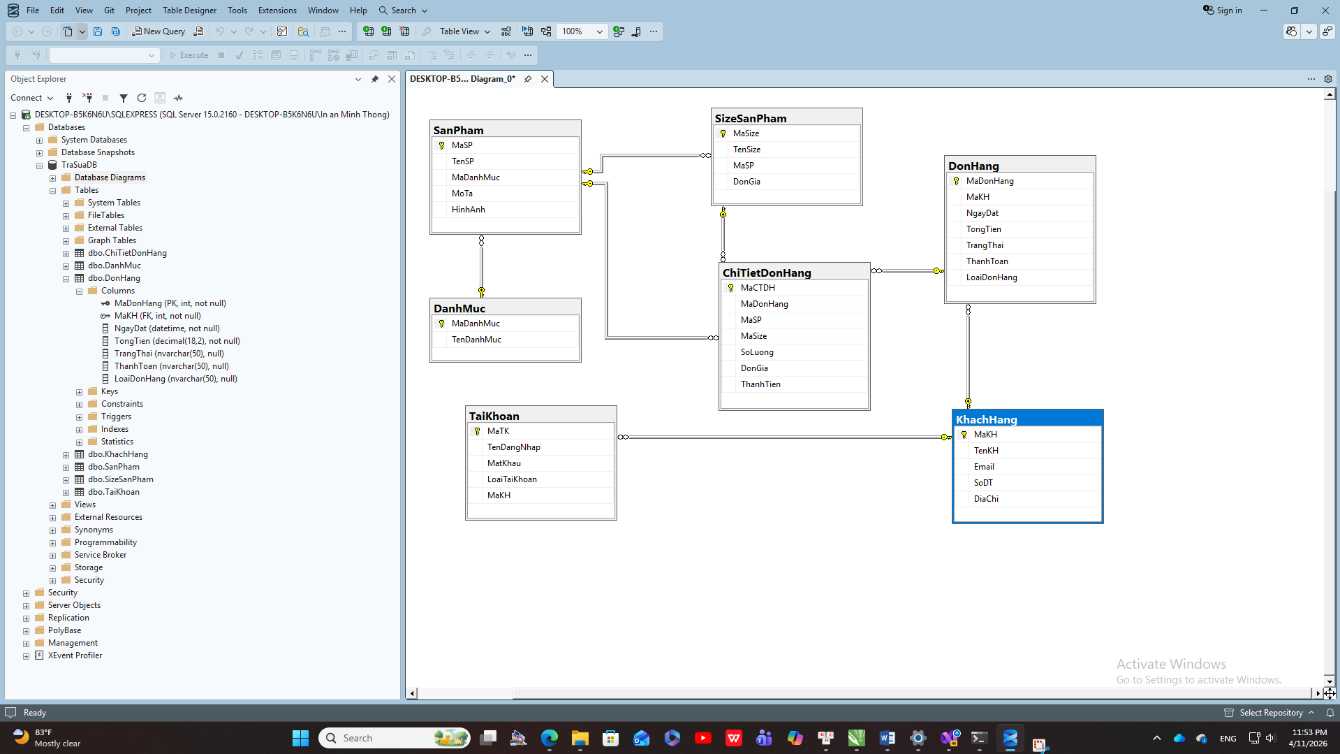 File Edit View Git Project Table Designer Tools Extensions Window Help Search Sign in
New Query Table View 100%
Execute
Object Explorer
DESKTOP-B5... Diagram_0*
Connect
DESKTOP-B5K6N6U\SQLEXPRESS (SQL Server 15.0.2160 - DESKTOP-B5K6N6U\In an Minh Thong)
Databases
System Databases
Database Snapshots
TraSuaDB
Database Diagrams
Tables
System Tables
FileTables
External Tables
Graph Tables
dbo.ChiTietDonHang
dbo.DanhMuc
dbo.DonHang
Columns
MaDonHang (PK, int, not null)
MaKH (FK, int, not null)
NgayDat (datetime, not null)
TongTien (decimal(18,2), not null)
TrangThai (nvarchar(50), null)
ThanhToan (nvarchar(50), null)
LoaiDonHang (nvarchar(50), null)
Keys
Constraints
Triggers
Indexes
Statistics
dbo.KhachHang
dbo.SanPham
dbo.SizeSanPham
dbo.TaiKhoan
Views
External Resources
Synonyms
Programmability
Service Broker
Storage
Security
Security
Server Objects
Replication
PolyBase
Management
XEvent Profiler
SanPham
MaSP
TenSP
MaDanhMuc
MoTa
HinhAnh
SizeSanPham
MaSize
TenSize
MaSP
DonGia
DonHang
MaDonHang
MaKH
NgayDat
TongTien
TrangThai
ThanhToan
LoaiDonHang
DanhMuc
MaDanhMuc
TenDanhMuc
ChiTietDonHang
MaCTDH
MaDonHang
MaSP
MaSize
SoLuong
DonGia
ThanhTien
TaiKhoan
MaTK
TenDangNhap
MatKhau
LoaiTaiKhoan
MaKH
KhachHang
MaKH
TenKH
Email
SoDT
DiaChi
Activate Windows
Go to Settings to activate Windows.
Ready
Select Repository
83°F
Mostly clear
Search
ENG
11:53 PM
4/11/2026